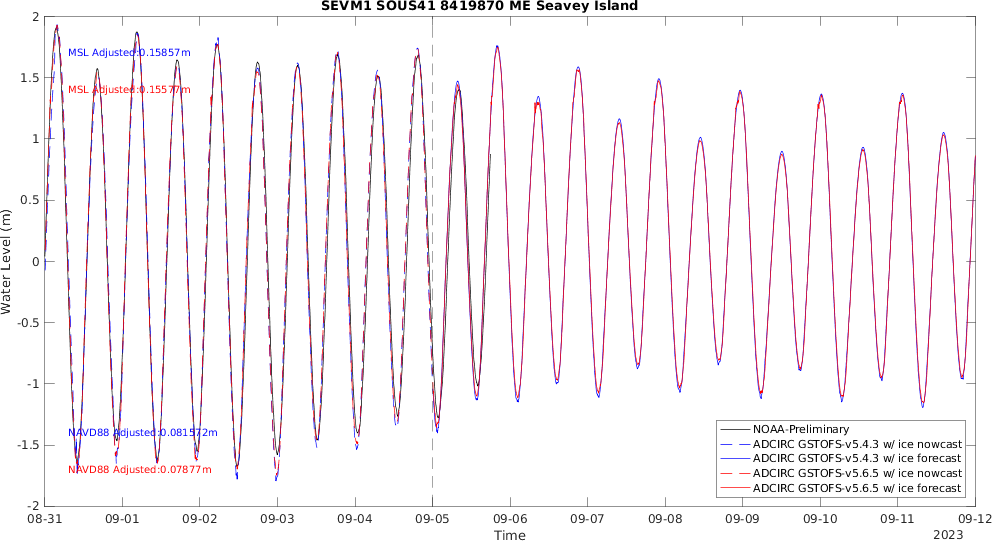 SEVM1 SOUS41 8419870 ME Seavey Island
2
1.5
1
0.5
0
-0.5
-1
-1.5
-2
Water Level (m)
MSL Adjusted:0.15857m
MSL Adjusted:0.15577m
NAVD88 Adjusted:0.081572m
NAVD88 Adjusted:0.07877m
NOAA-Preliminary
ADCIRC GSTOFS-v5.4.3 w/ ice nowcast
ADCIRC GSTOFS-v5.4.3 w/ ice forecast
ADCIRC GSTOFS-v5.6.5 w/ ice nowcast
ADCIRC GSTOFS-v5.6.5 w/ ice forecast
08-31 09-01 09-02 09-03 09-04 09-05 09-06 09-07 09-08 09-09 09-10 09-11 09-12
Time
2023